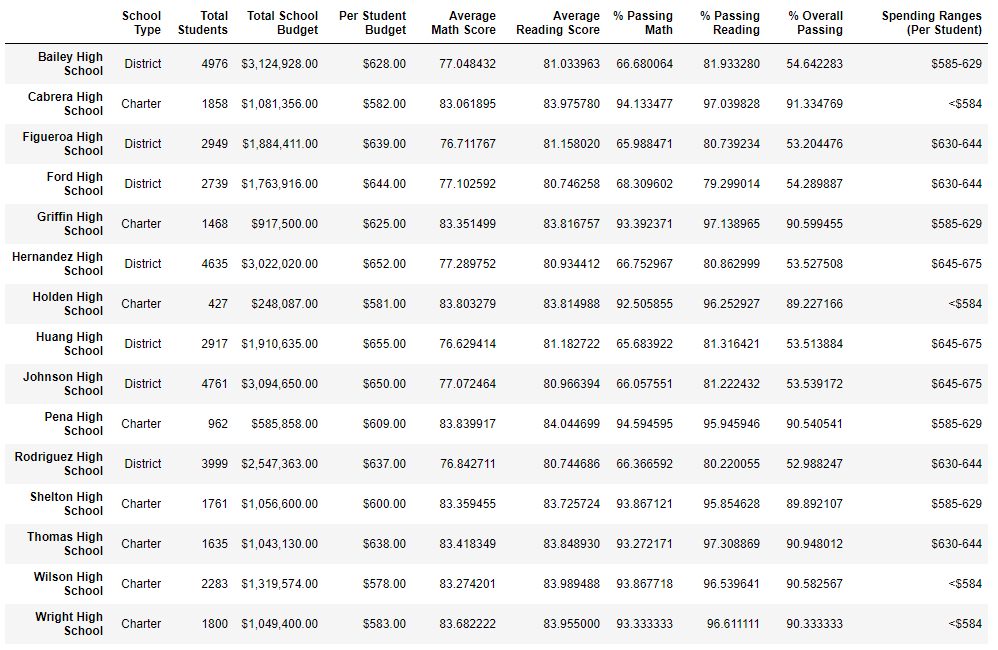 School Type Total Students Total School Budget Per Student Budget Average Math Score Average Reading Score % Passing Math % Passing Reading % Overall Passing Spending Ranges (Per Student)
Bailey High School District 4976 $3,124,928.00 $628.00 77.048432 81.033963 66.680064 81.933280 54.642283 $585-629
Cabrera High School Charter 1858 $1,081,356.00 $582.00 83.061895 83.975780 94.133477 97.039828 91.334769 <$584
Figueroa High School District 2949 $1,884,411.00 $639.00 76.711767 81.158020 65.988471 80.739234 53.204476 $630-644
Ford High School District 2739 $1,763,916.00 $644.00 77.102592 80.746258 68.309602 79.299014 54.289887 $630-644
Griffin High School Charter 1468 $917,500.00 $625.00 83.351499 83.816757 93.392371 97.138965 90.599455 $585-629
Hernandez High School District 4635 $3,022,020.00 $652.00 77.289752 80.934412 66.752967 80.862999 53.527508 $645-675
Holden High School Charter 427 $248,087.00 $581.00 83.803279 83.814988 92.505855 96.252927 89.227166 <$584
Huang High School District 2917 $1,910,635.00 $655.00 76.629414 81.182722 65.683922 81.316421 53.513884 $645-675
Johnson High School District 4761 $3,094,650.00 $650.00 77.072464 80.966394 66.057551 81.222432 53.539172 $645-675
Pena High School Charter 962 $585,858.00 $609.00 83.839917 84.044699 94.594595 95.945946 90.540541 $585-629
Rodriguez High School District 3999 $2,547,363.00 $637.00 76.842711 80.744686 66.366592 80.220055 52.988247 $630-644
Shelton High School Charter 1761 $1,056,600.00 $600.00 83.359455 83.725724 93.867121 95.854628 89.892107 $585-629
Thomas High School Charter 1635 $1,043,130.00 $638.00 83.418349 83.848930 93.272171 97.308869 90.948012 $630-644
Wilson High School Charter 2283 $1,319,574.00 $578.00 83.274201 83.989488 93.867718 96.539641 90.582567 <$584
Wright High School Charter 1800 $1,049,400.00 $583.00 83.682222 83.955000 93.333333 96.611111 90.333333 <$584